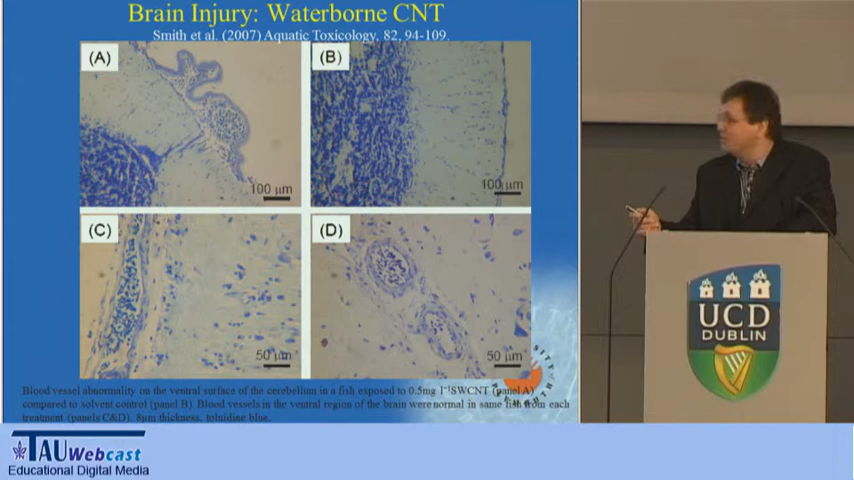 Brain Injury: Waterborne CNT
Smith et al. (2007) Aquatic Toxicology, 82, 94-109.
(A)
(B)
100 µm
100 µm
(C)
(D)
50 µm
50 µm
Blood vessel abnormality on the ventral surface of the cerebellum in a fish exposed to 0.5mg l⁻¹SWCNT (panel A)
compared to solvent control (panel B). Blood vessels in the ventral region of the brain were normal in same fish from each
treatment (panels C&D). 8µm thickness, toluidine blue.
UCD
DUBLIN
TAU Webcast
Educational Digital Media